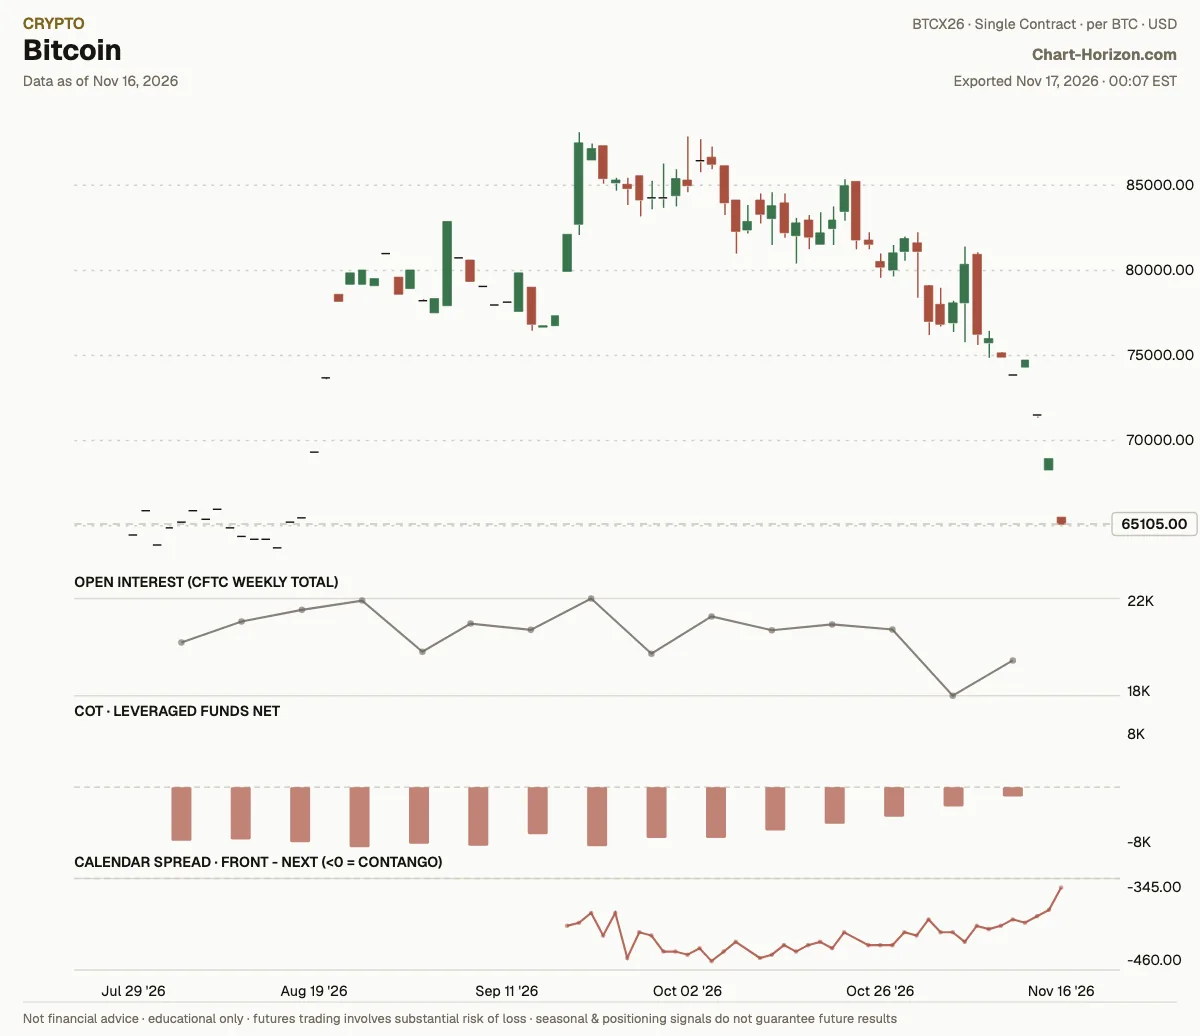 CRYPTO
Bitcoin
Data as of Nov 16, 2026
BTCX26 · Single Contract · per BTC · USD
Chart-Horizon.com
Exported Nov 17, 2026 · 00:07 EST
85000.00
80000.00
75000.00
70000.00
65105.00
OPEN INTEREST (CFTC WEEKLY TOTAL)
22K
18K
COT · LEVERAGED FUNDS NET
8K
-8K
CALENDAR SPREAD · FRONT - NEXT (<0 = CONTANGO)
-345.00
-460.00
Jul 29 '26 Aug 19 '26 Sep 11 '26 Oct 02 '26 Oct 26 '26 Nov 16 '26
Not financial advice · educational only · futures trading involves substantial risk of loss · seasonal & positioning signals do not guarantee future results